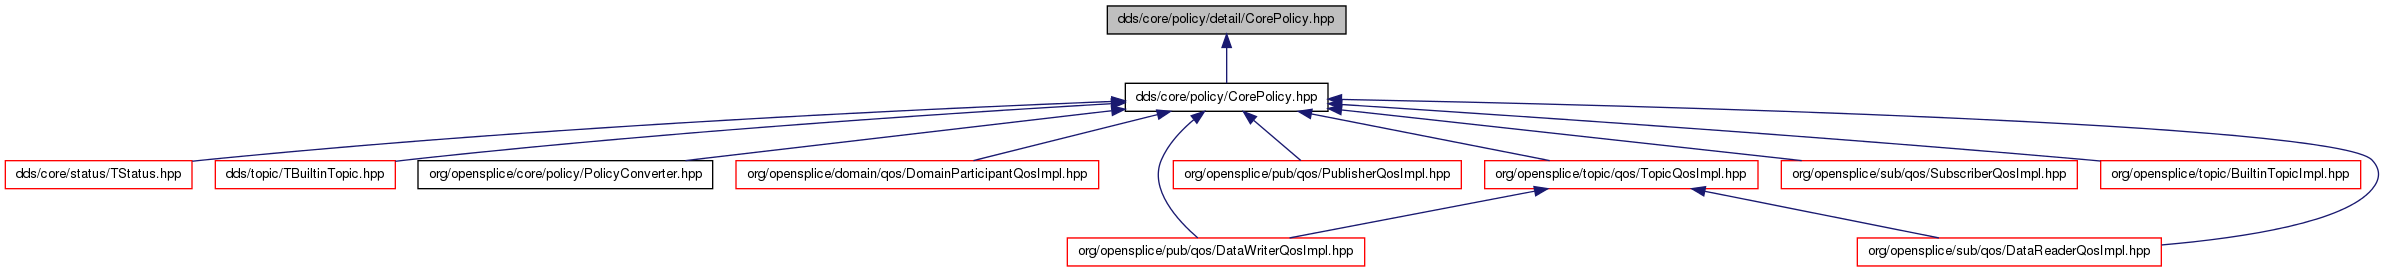 dds/core/policy/detail/CorePolicy.hpp
dds/core/policy/CorePolicy.hpp
dds/core/status/TStatus.hpp
dds/topic/TBuiltinTopic.hpp
org/opensplice/core/policy/PolicyConverter.hpp
org/opensplice/domain/qos/DomainParticipantQosImpl.hpp
org/opensplice/pub/qos/PublisherQosImpl.hpp
org/opensplice/topic/qos/TopicQosImpl.hpp
org/opensplice/sub/qos/SubscriberQosImpl.hpp
org/opensplice/topic/BuiltinTopicImpl.hpp
org/opensplice/pub/qos/DataWriterQosImpl.hpp
org/opensplice/sub/qos/DataReaderQosImpl.hpp